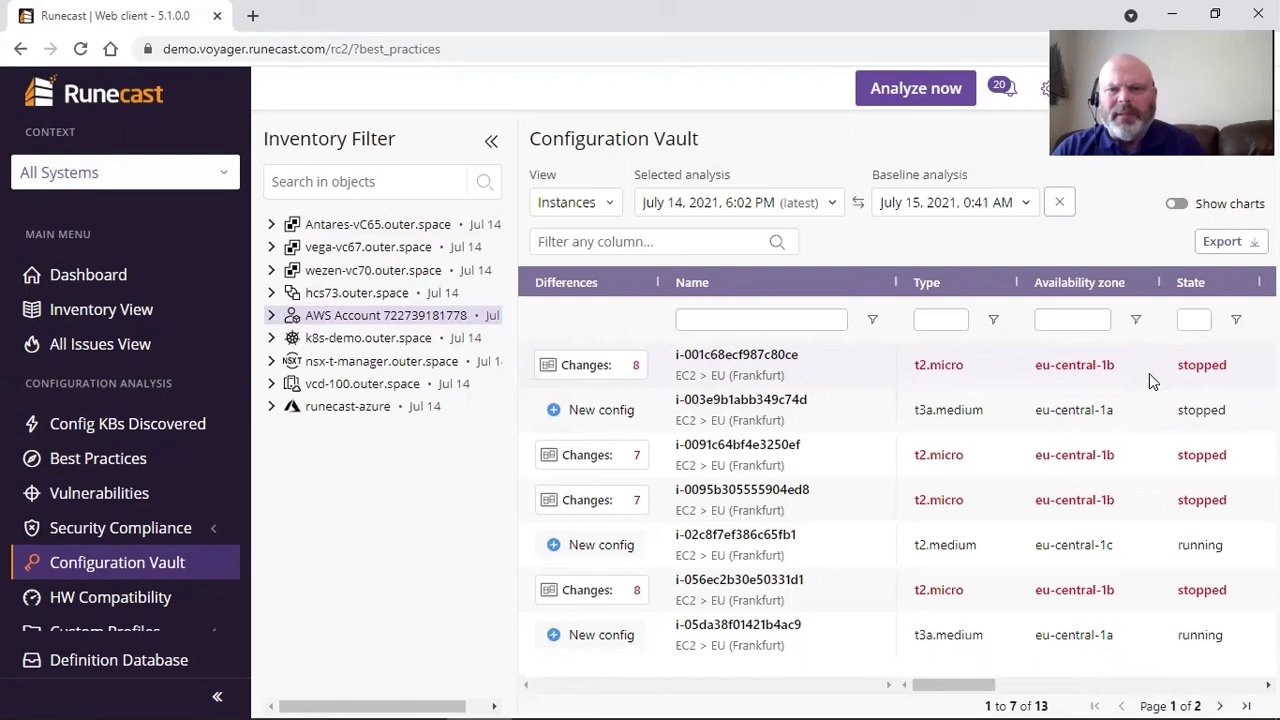 Runecast | Web client - 5.1.0.0
demo.voyager.runecast.com/rc2/?best_practices
Runecast
CONTEXT
All Systems
MAIN MENU
Dashboard
Inventory View
All Issues View
CONFIGURATION ANALYSIS
Config KBs Discovered
Best Practices
Vulnerabilities
Security Compliance
Configuration Vault
HW Compatibility
Custom Profiles
Definition Database
Inventory Filter
Search in objects
Antares-vC65.outer.space Jul 14
vega-vc67.outer.space Jul 14
wezen-vc70.outer.space Jul 14
hcs73.outer.space Jul 14
AWS Account 722739181778 Jul
k8s-demo.outer.space Jul 14
NSX nsx-t-manager.outer.space Jul 1
vcd-100.outer.space Jul 14
runecast-azure Jul 14
Analyze now
20
Configuration Vault
View Selected analysis Baseline analysis
Instances July 14, 2021, 6:02 PM (latest) July 15, 2021, 0:41 AM Show charts
Filter any column... Export
Differences Name Type Availability zone State
Changes: 8 i-001c68ecf987c80ce t2.micro eu-central-1b stopped
EC2 > EU (Frankfurt)
New config i-003e9b1abb349c74d t3a.medium eu-central-1a stopped
EC2 > EU (Frankfurt)
Changes: 7 i-0091c64bf4e3250ef t2.micro eu-central-1b stopped
EC2 > EU (Frankfurt)
Changes: 7 i-0095b305555904ed8 t2.micro eu-central-1b stopped
EC2 > EU (Frankfurt)
New config i-02c8f7ef386c65fb1 t2.medium eu-central-1c running
EC2 > EU (Frankfurt)
Changes: 8 i-056ec2b30e50331d1 t2.micro eu-central-1b stopped
EC2 > EU (Frankfurt)
New config i-05da38f01421b4ac9 t3a.medium eu-central-1a running
EC2 > EU (Frankfurt)
1 to 7 of 13 Page 1 of 2